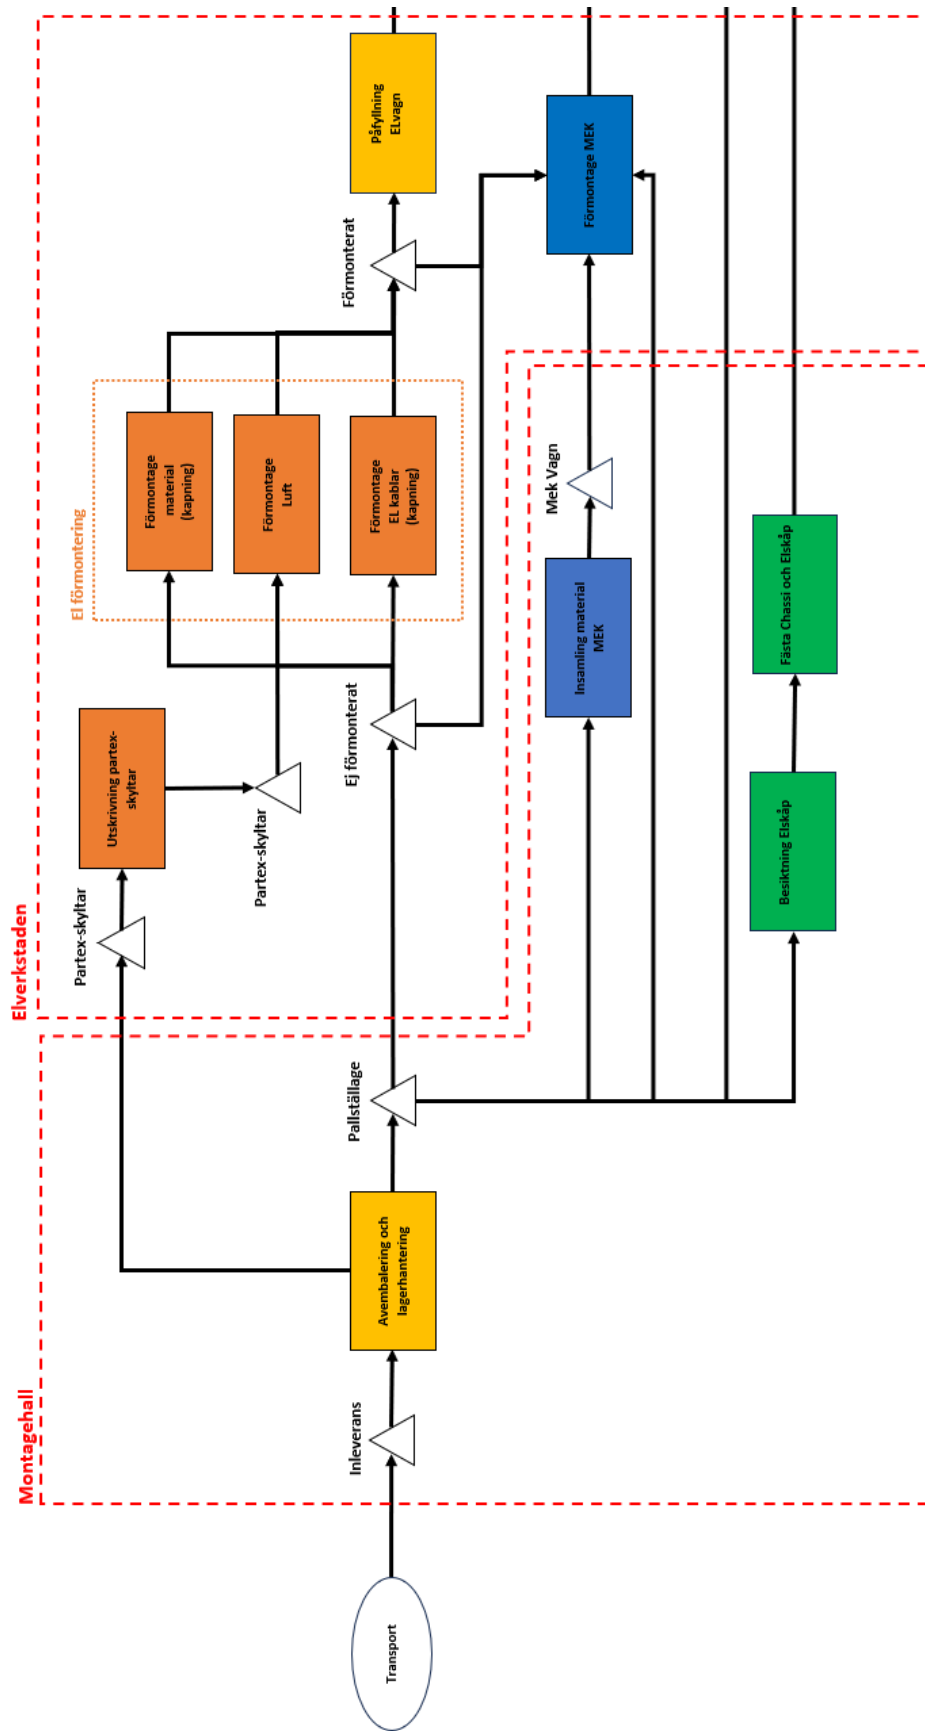 Transport
Montagehall
Inleverans
Avembalering och
lagerhantering
Pallställage
Elverkstaden
Partex-skyltar
Utskrivning partex-
skyltar
Partex-skyltar
Ej förmonterat
El förmontering
Förmontage
material
(kapning)
Förmontage
Luft
Förmontage
EL kablar
(kapning)
Förmonterat
Påfyllning
ELvagn
Insamling material
MEK
Mek Vagn
Förmontage MEK
Besiktning Elskåp
Fästa Chassi och Elskåp